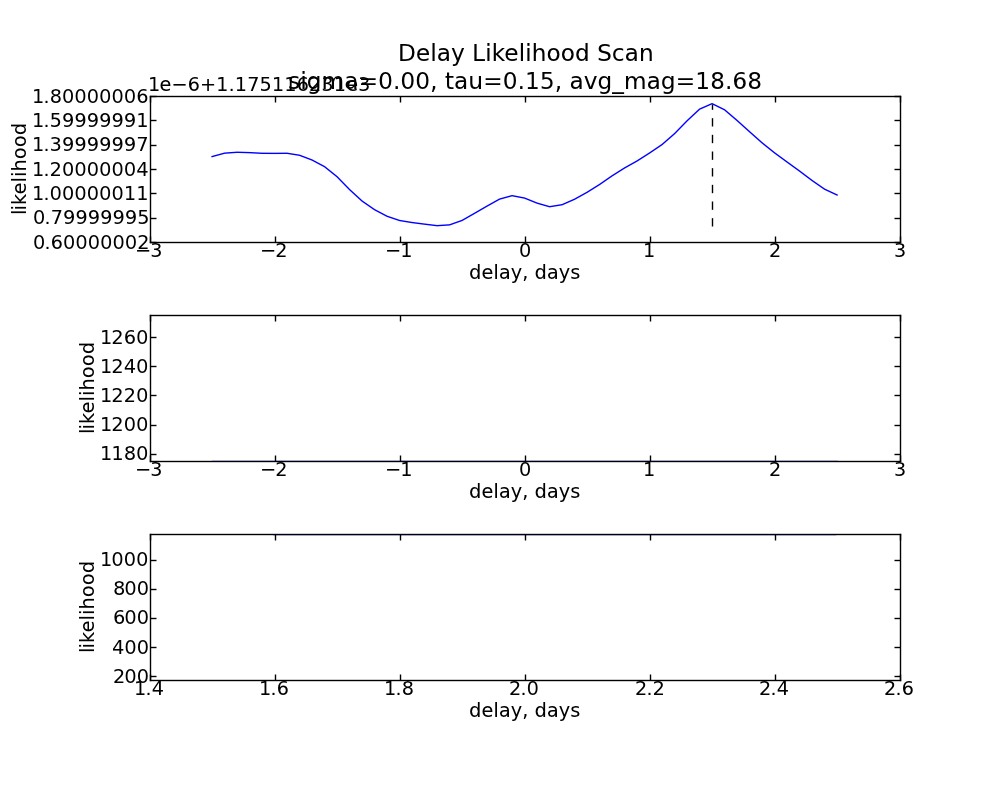 Delay Likelihood Scan
sigma=0.00, tau=0.15, avg_mag=18.68
1.80000006
1.59999991
1.39999997
1.20000004
1.00000011
0.79999995
0.60000002
likelihood
−3 −2 −1 0 1 2 3
delay, days
1260
1240
1220
1200
1180
likelihood
−3 −2 −1 0 1 2 3
delay, days
1000
800
600
400
200
likelihood
1.4 1.6 1.8 2.0 2.2 2.4 2.6
delay, days